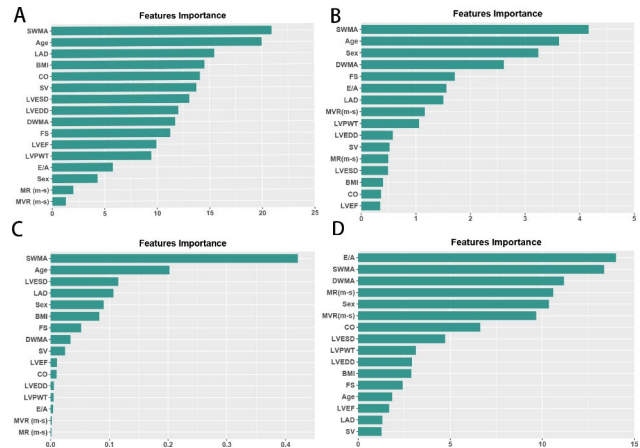 A
Features Importance
SWMA
Age
LAD
BMI
CO
SV
LVESD
LVEDD
DWMA
FS
LVEF
LVPWT
E/A
Sex
MR (m-s)
MVR (m-s)
0 5 10 15 20 25
B
Features Importance
SWMA
Age
Sex
DWMA
FS
E/A
LAD
MVR(m-s)
LVPWT
LVEDD
SV
MR(m-s)
LVESD
BMI
CO
LVEF
0 1 2 3 4 5
C
Features Importance
SWMA
Age
LVESD
LAD
Sex
BMI
FS
DWMA
SV
LVEF
CO
LVEDD
LVPWT
E/A
MVR (m-s)
MR (m-s)
0.0 0.1 0.2 0.3 0.4
D
Features Importance
E/A
SWMA
DWMA
MR(m-s)
Sex
MVR(m-s)
CO
LVESD
LVPWT
LVEDD
BMI
FS
Age
LVEF
LAD
SV
0 5 10 15